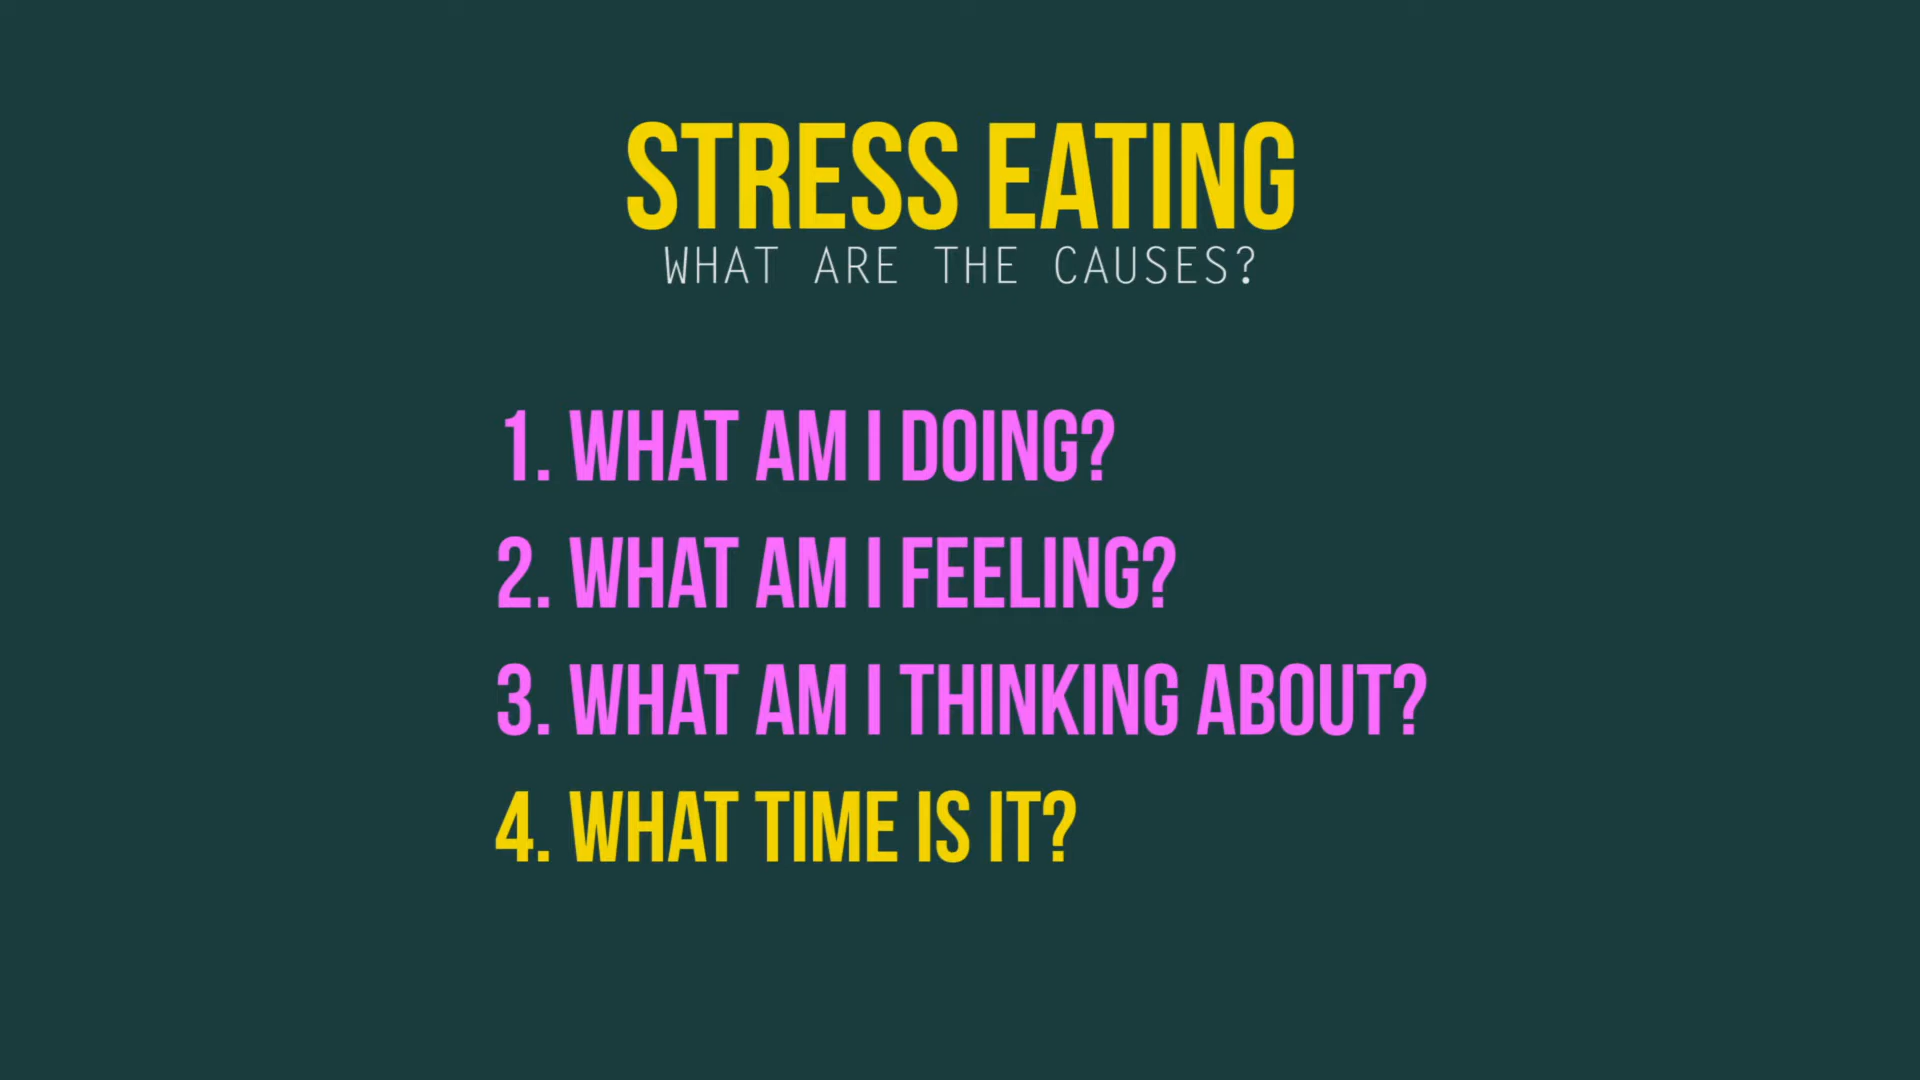 STRESS EATING
WHAT ARE THE CAUSES?
1. WHAT AM I DOING?
2. WHAT AM I FEELING?
3. WHAT AM I THINKING ABOUT?
4. WHAT TIME IS IT?